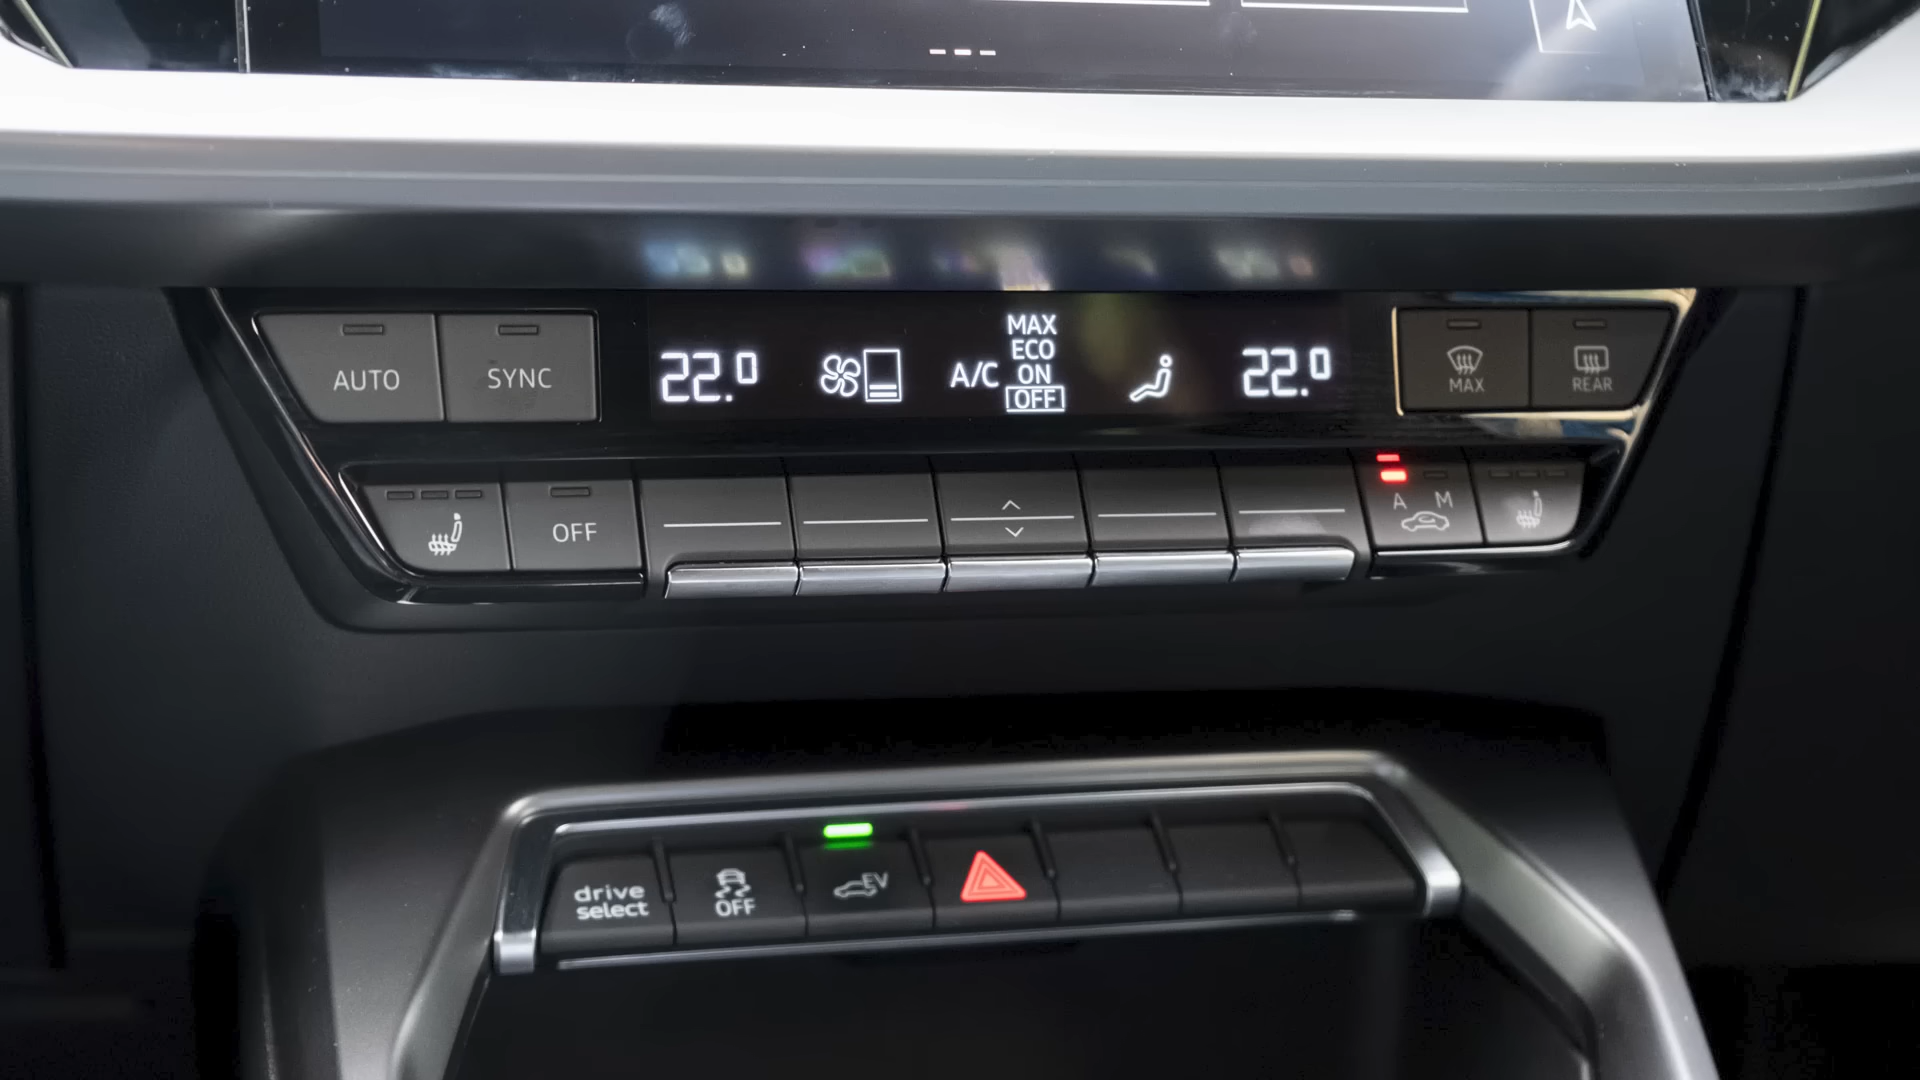 AUTO
SYNC
22.0
A/C
MAX
ECO
ON
OFF
22.0
MAX
REAR
OFF
A M
drive
select
OFF
EV